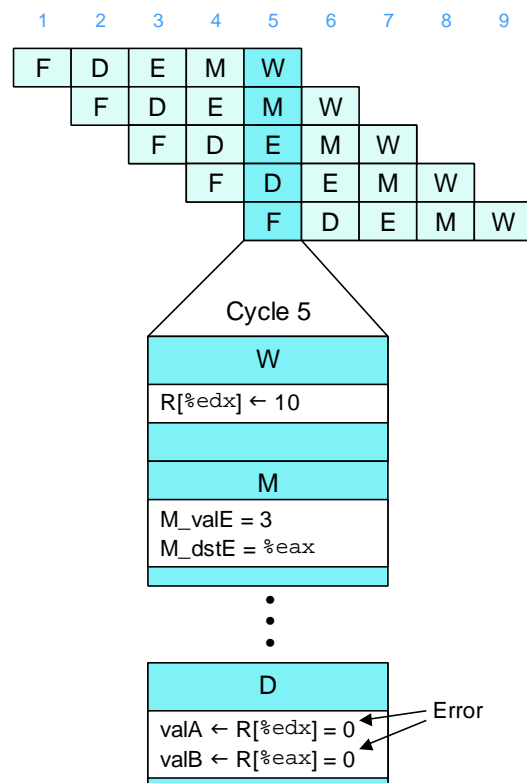 1 2 3 4 5 6 7 8 9
F D E M W
F D E M W
F D E M W
F D E M W
F D E M W
Cycle 5
W
R[%edx] ← 10
M
M_valE = 3
M_dstE = %eax
D
valA ← R[%edx] = 0
valB ← R[%eax] = 0
Error